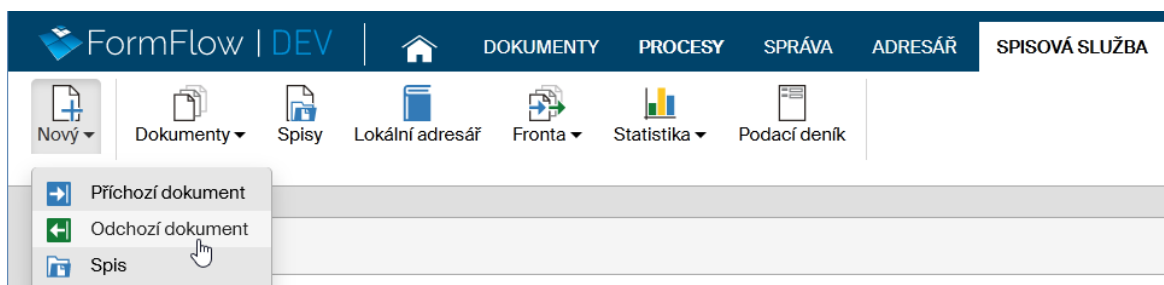 FormFlow | DEV DOKUMENTY PROCESY SPRÁVA ADRESÁŘ SPISOVÁ SLUŽBA
Nový Dokumenty Spisy Lokální adresář Fronta Statistika Podací deník
Příchozí dokument
Odchozí dokument
Spis